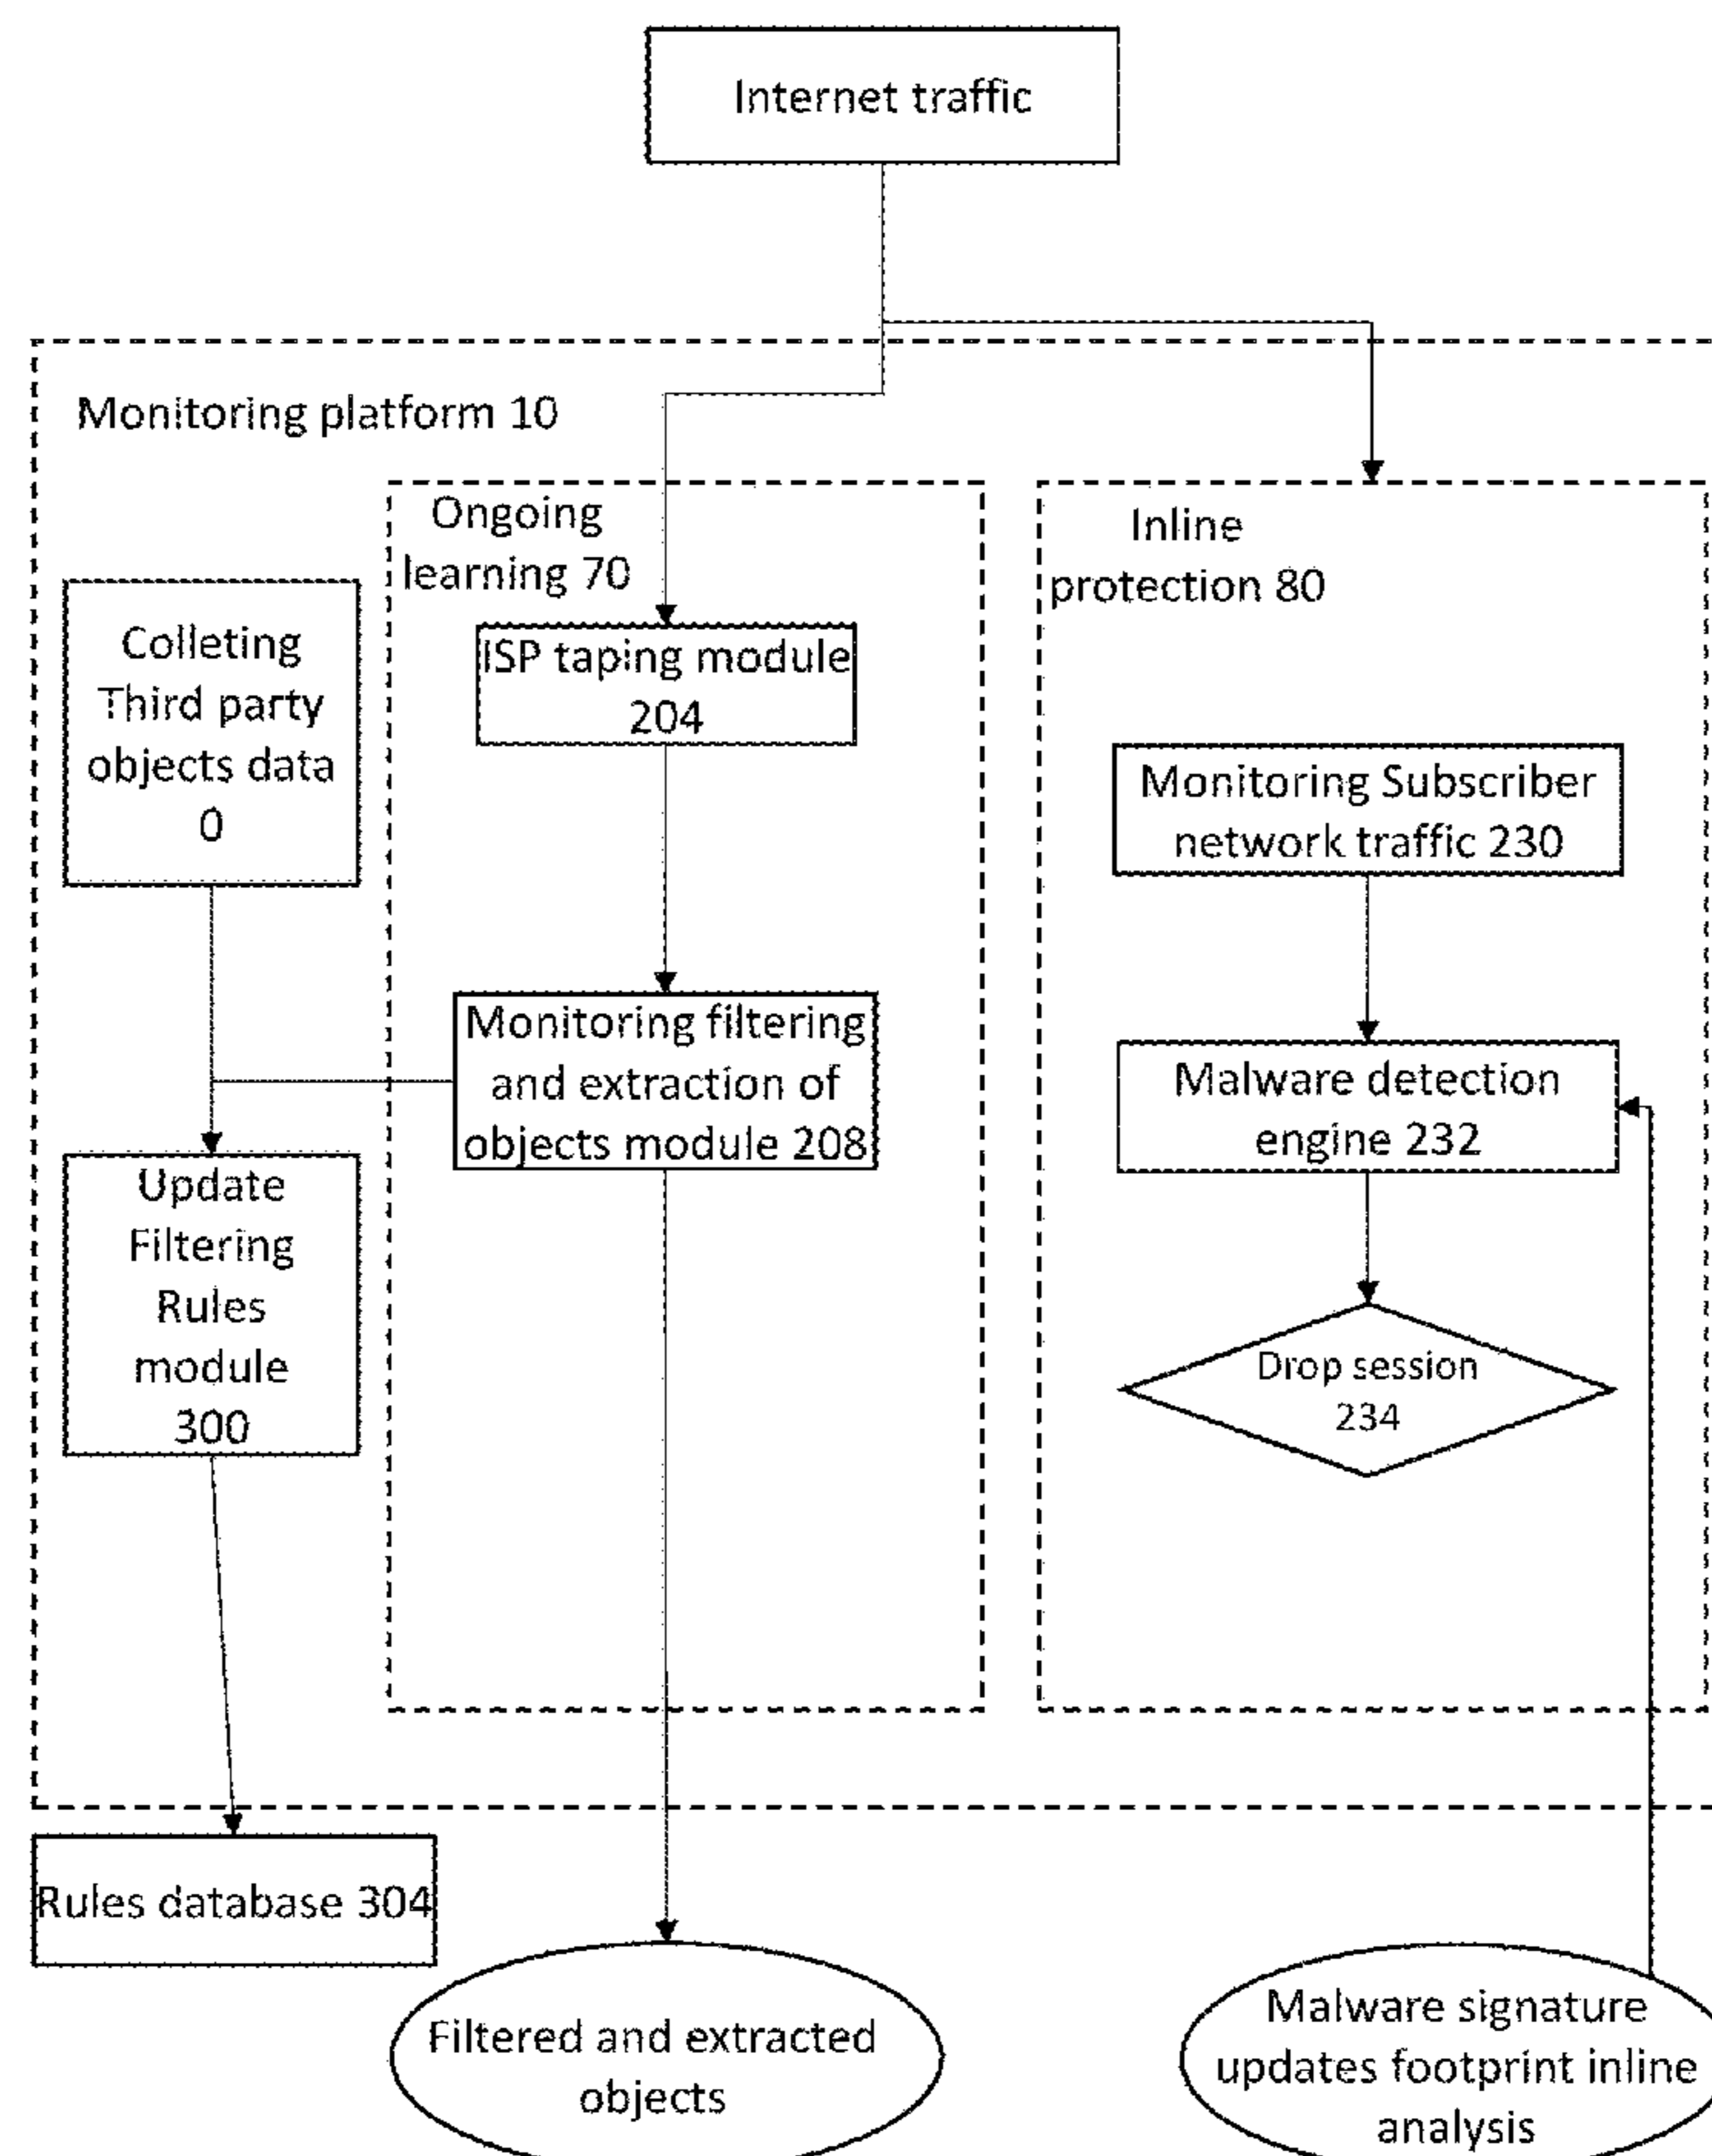 Internet traffic
Monitoring platform 10
Ongoing
learning 70
Inline
protection 80
Colleting
Third party
objects data
0
ISP taping module
204
Monitoring Subscriber
network traffic 230
Monitoring filtering
and extraction of
objects module 208
Malware detection
engine 232
Update
Filtering
Rules
module
300
Drop session
234
Rules database 304
Filtered and extracted
objects
Malware signature
updates footprint inline
analysis